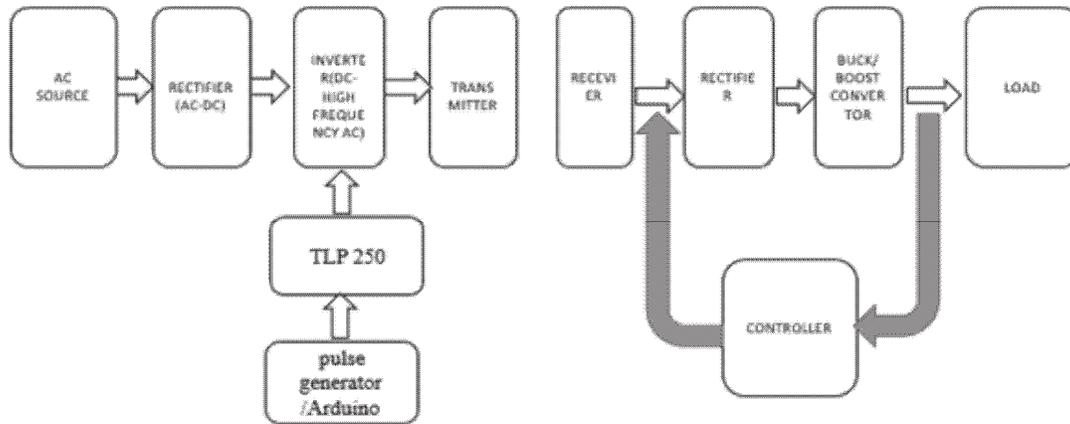 AC
SOURCE
RECTIFIER
(AC-DC)
INVERTE
R(DC-
HIGH
FREQUE
NCY AC)
TRANS
MITTER
TLP 250
pulse
generator
/Arduino
RECEVI
ER
RECTIFIE
R
BUCK/
BOOST
CONVER
TOR
LOAD
CONTROLLER